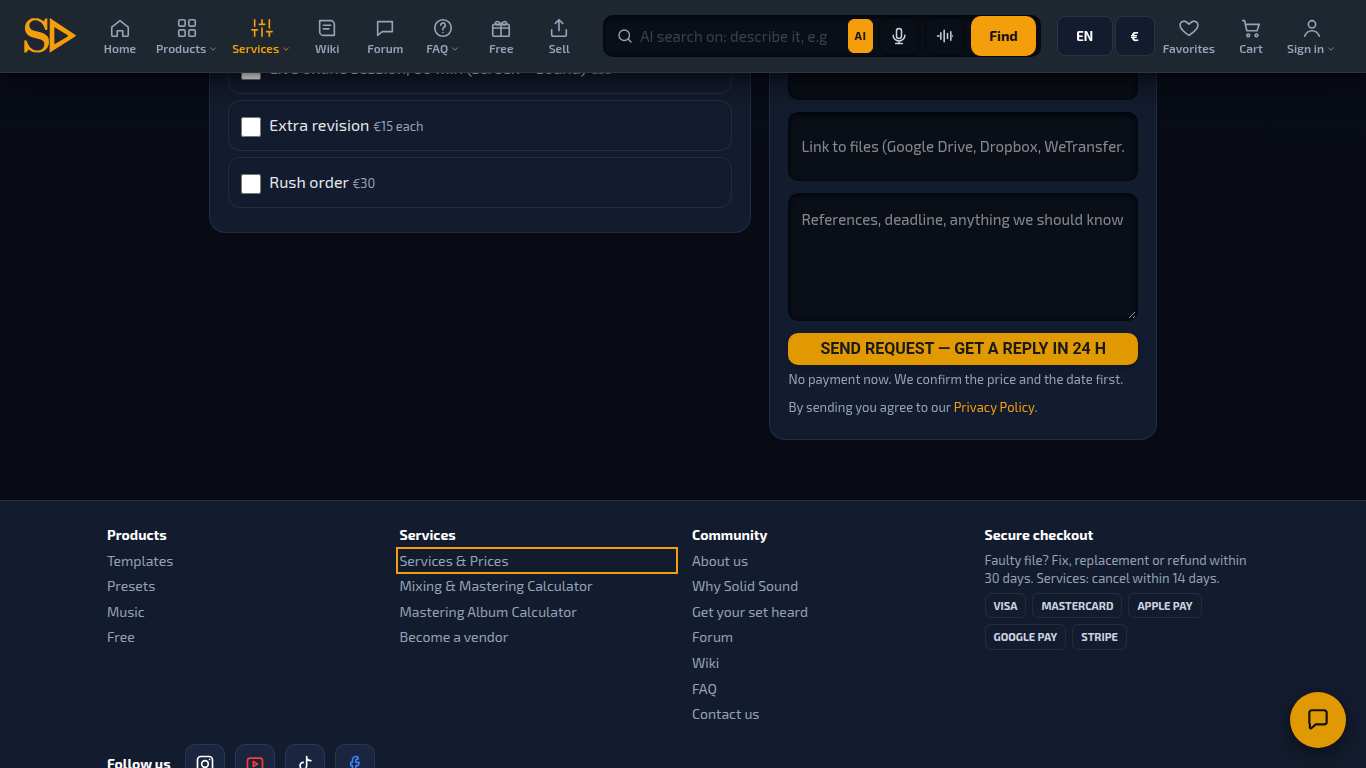 Home
Products
Services
Wiki
Forum
FAQ
Free
Sell
AI search on: describe it, e.g
AI
Find
EN
€
Favorites
Cart
Sign in
Extra revision €15 each
Rush order €30
Link to files (Google Drive, Dropbox, WeTransfer.
References, deadline, anything we should know
SEND REQUEST — GET A REPLY IN 24 H
No payment now. We confirm the price and the date first.
By sending you agree to our Privacy Policy.
Products
Templates
Presets
Music
Free
Services
Services & Prices
Mixing & Mastering Calculator
Mastering Album Calculator
Become a vendor
Community
About us
Why Solid Sound
Get your set heard
Forum
Wiki
FAQ
Contact us
Secure checkout
Faulty file? Fix, replacement or refund within
30 days. Services: cancel within 14 days.
VISA
MASTERCARD
APPLE PAY
GOOGLE PAY
STRIPE
Follow us